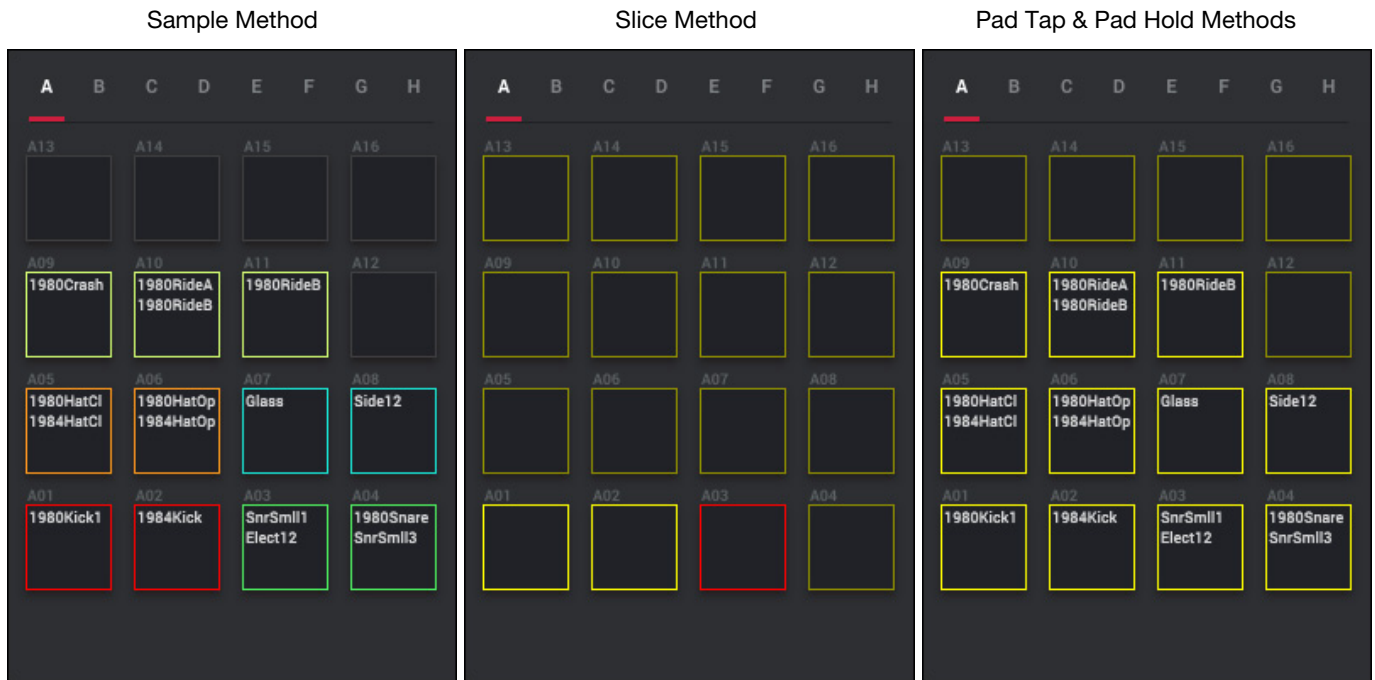 Sample Method
A B C D E F G H
A13 A14 A15 A16
A09 A10 A11 A12
1980Crash 1980RideA 1980RideB
1980RideB
A05 A06 A07 A08
1980HatCl 1980HatOp Glass Side12
1984HatCl 1984HatOp
A01 A02 A03 A04
1980Kick1 1984Kick SnrSmll1 1980Snare
Elect12 SnrSmll3
Slice Method
A B C D E F G H
A13 A14 A15 A16
A09 A10 A11 A12
A05 A06 A07 A08
A01 A02 A03 A04
Pad Tap & Pad Hold Methods
A B C D E F G H
A13 A14 A15 A16
A09 A10 A11 A12
1980Crash 1980RideA 1980RideB
1980RideB
A05 A06 A07 A08
1980HatCl 1980HatOp Glass Side12
1984HatCl 1984HatOp
A01 A02 A03 A04
1980Kick1 1984Kick SnrSmll1 1980Snare
Elect12 SnrSmll3